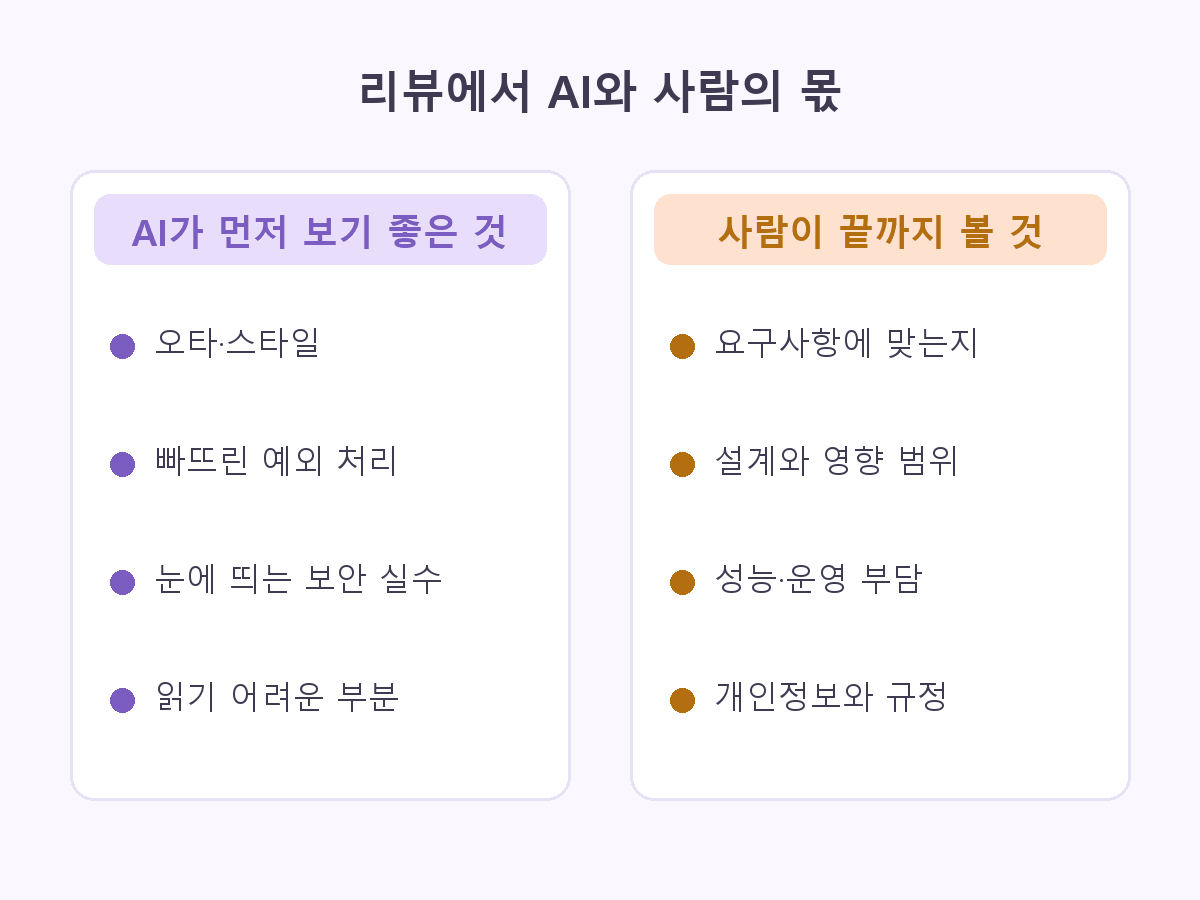 리뷰에서 AI와 사람의 몫
AI가 먼저 보기 좋은 것
오타·스타일
빠뜨린 예외 처리
눈에 띄는 보안 실수
읽기 어려운 부분
사람이 끝까지 볼 것
요구사항에 맞는지
설계와 영향 범위
성능·운영 부담
개인정보와 규정